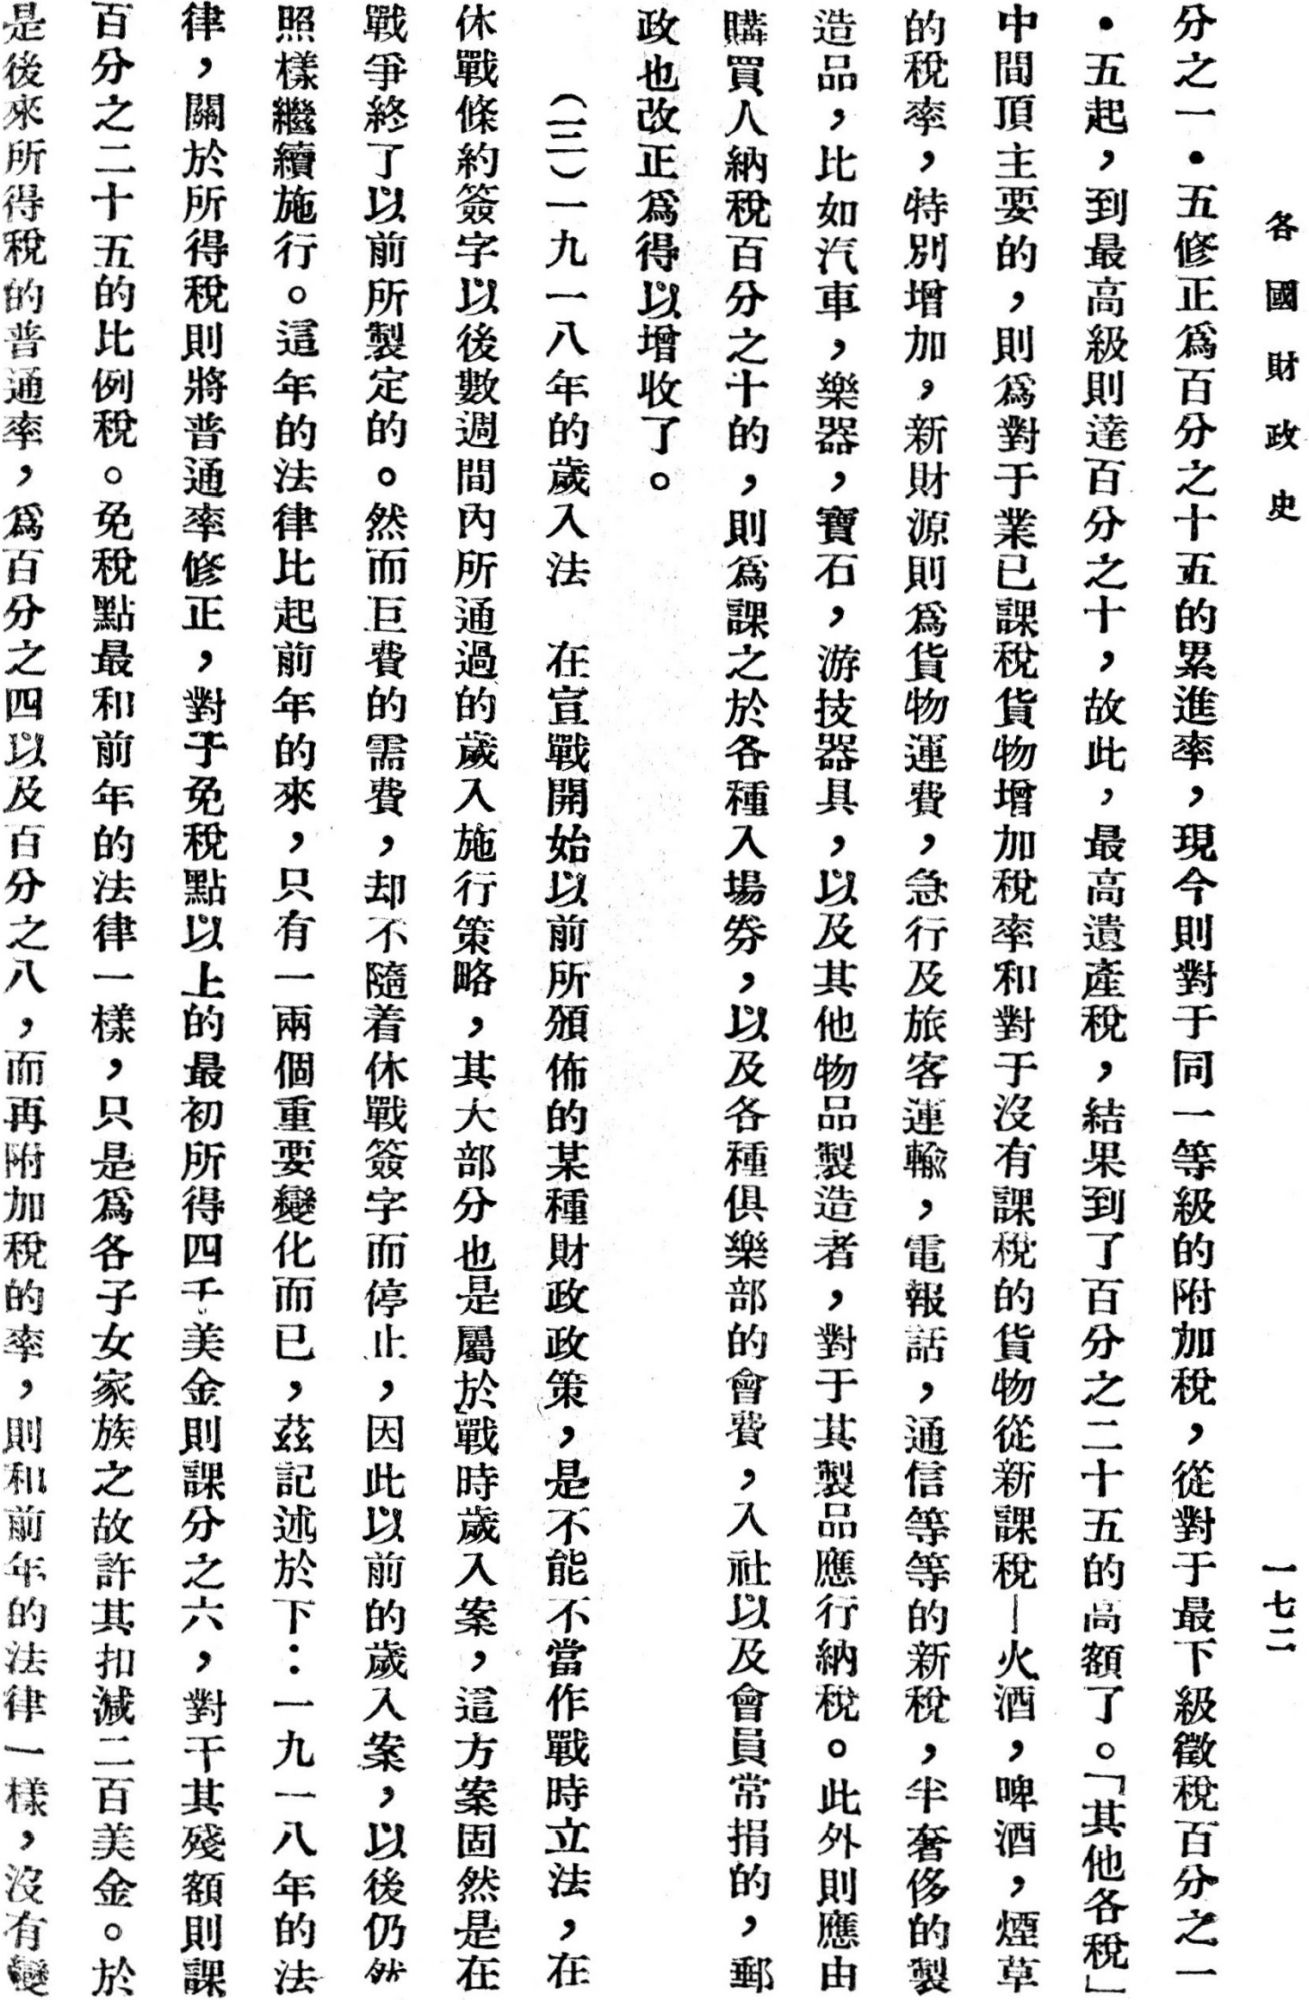 各國財政史
一七二
分之一・五修正爲百分之十五的累進率，現今則對于同一等級的附加稅，從對于最下級徵稅百分之一
・五起，到最高級則達百分之十，故此，最高遺產稅，結果到了百分之二十五的高額了。「其他各稅」
中間頂主要的，則爲對于業已課稅貨物增加稅率和對于沒有課稅的貨物從新課稅—火酒，啤酒，煙草
的稅率，特別增加，新財源則爲貨物運費，急行及旅客運輸，電報話，通信等等的新稅，半奢侈的製
造品，比如汽車，樂器，寶石，游技器具，以及其他物品製造者，對于其製品應行納稅。此外則應由
購買人納稅百分之十的，則爲課之於各種入場券，以及各種俱樂部的會費，入社以及會員常捐的，郵
政也改正爲得以增收了。
（三）一九一八年的歲入法　在宣戰開始以前所頒佈的某種財政政策，是不能不當作戰時立法，在
休戰條約簽字以後數週間內所通過的歲入施行策略，其大部分也是屬於戰時歲入案，這方案固然是在
戰爭終了以前所製定的。然而巨費的需費，却不隨着休戰簽字而停止，因此以前的歲入案，以後仍然
照樣繼續施行。這年的法律比起前年的來，只有一兩個重要變化而已，茲記述於下：一九一八年的法
律，關於所得稅則將普通率修正，對于免稅點以上的最初所得四千美金則課分之六，對干其殘額則課
百分之二十五的比例稅。免稅點最和前年的法律一樣，只是爲各子女家族之故許其扣減二百美金。於
是後來所得稅的普通率，爲百分之四以及百分之八，而再附加稅的率，則和前年的法律一樣，沒有變